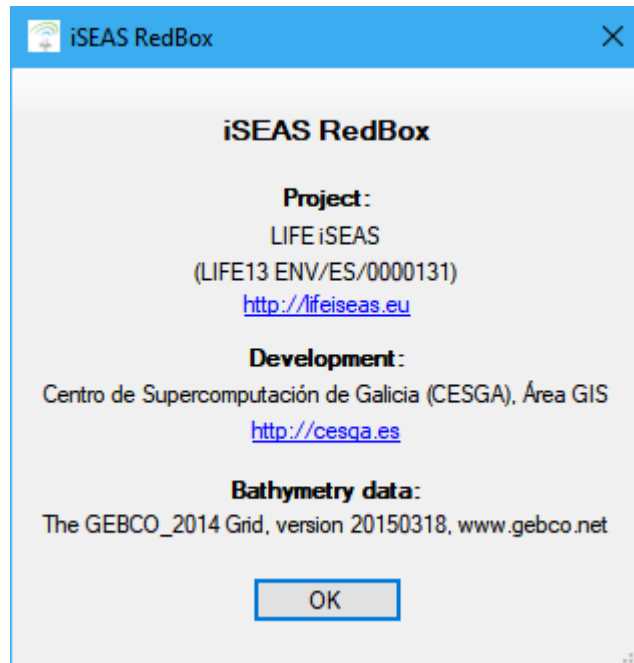 iSEAS RedBox
iSEAS RedBox
Project:
LIFE iSEAS
(LIFE13 ENV/ES/0000131)
http://lifeiseas.eu
Development:
Centro de Supercomputación de Galicia (CESGA), Área GIS
http://cesga.es
Bathymetry data:
The GEBCO_2014 Grid, version 20150318, www.gebco.net
OK